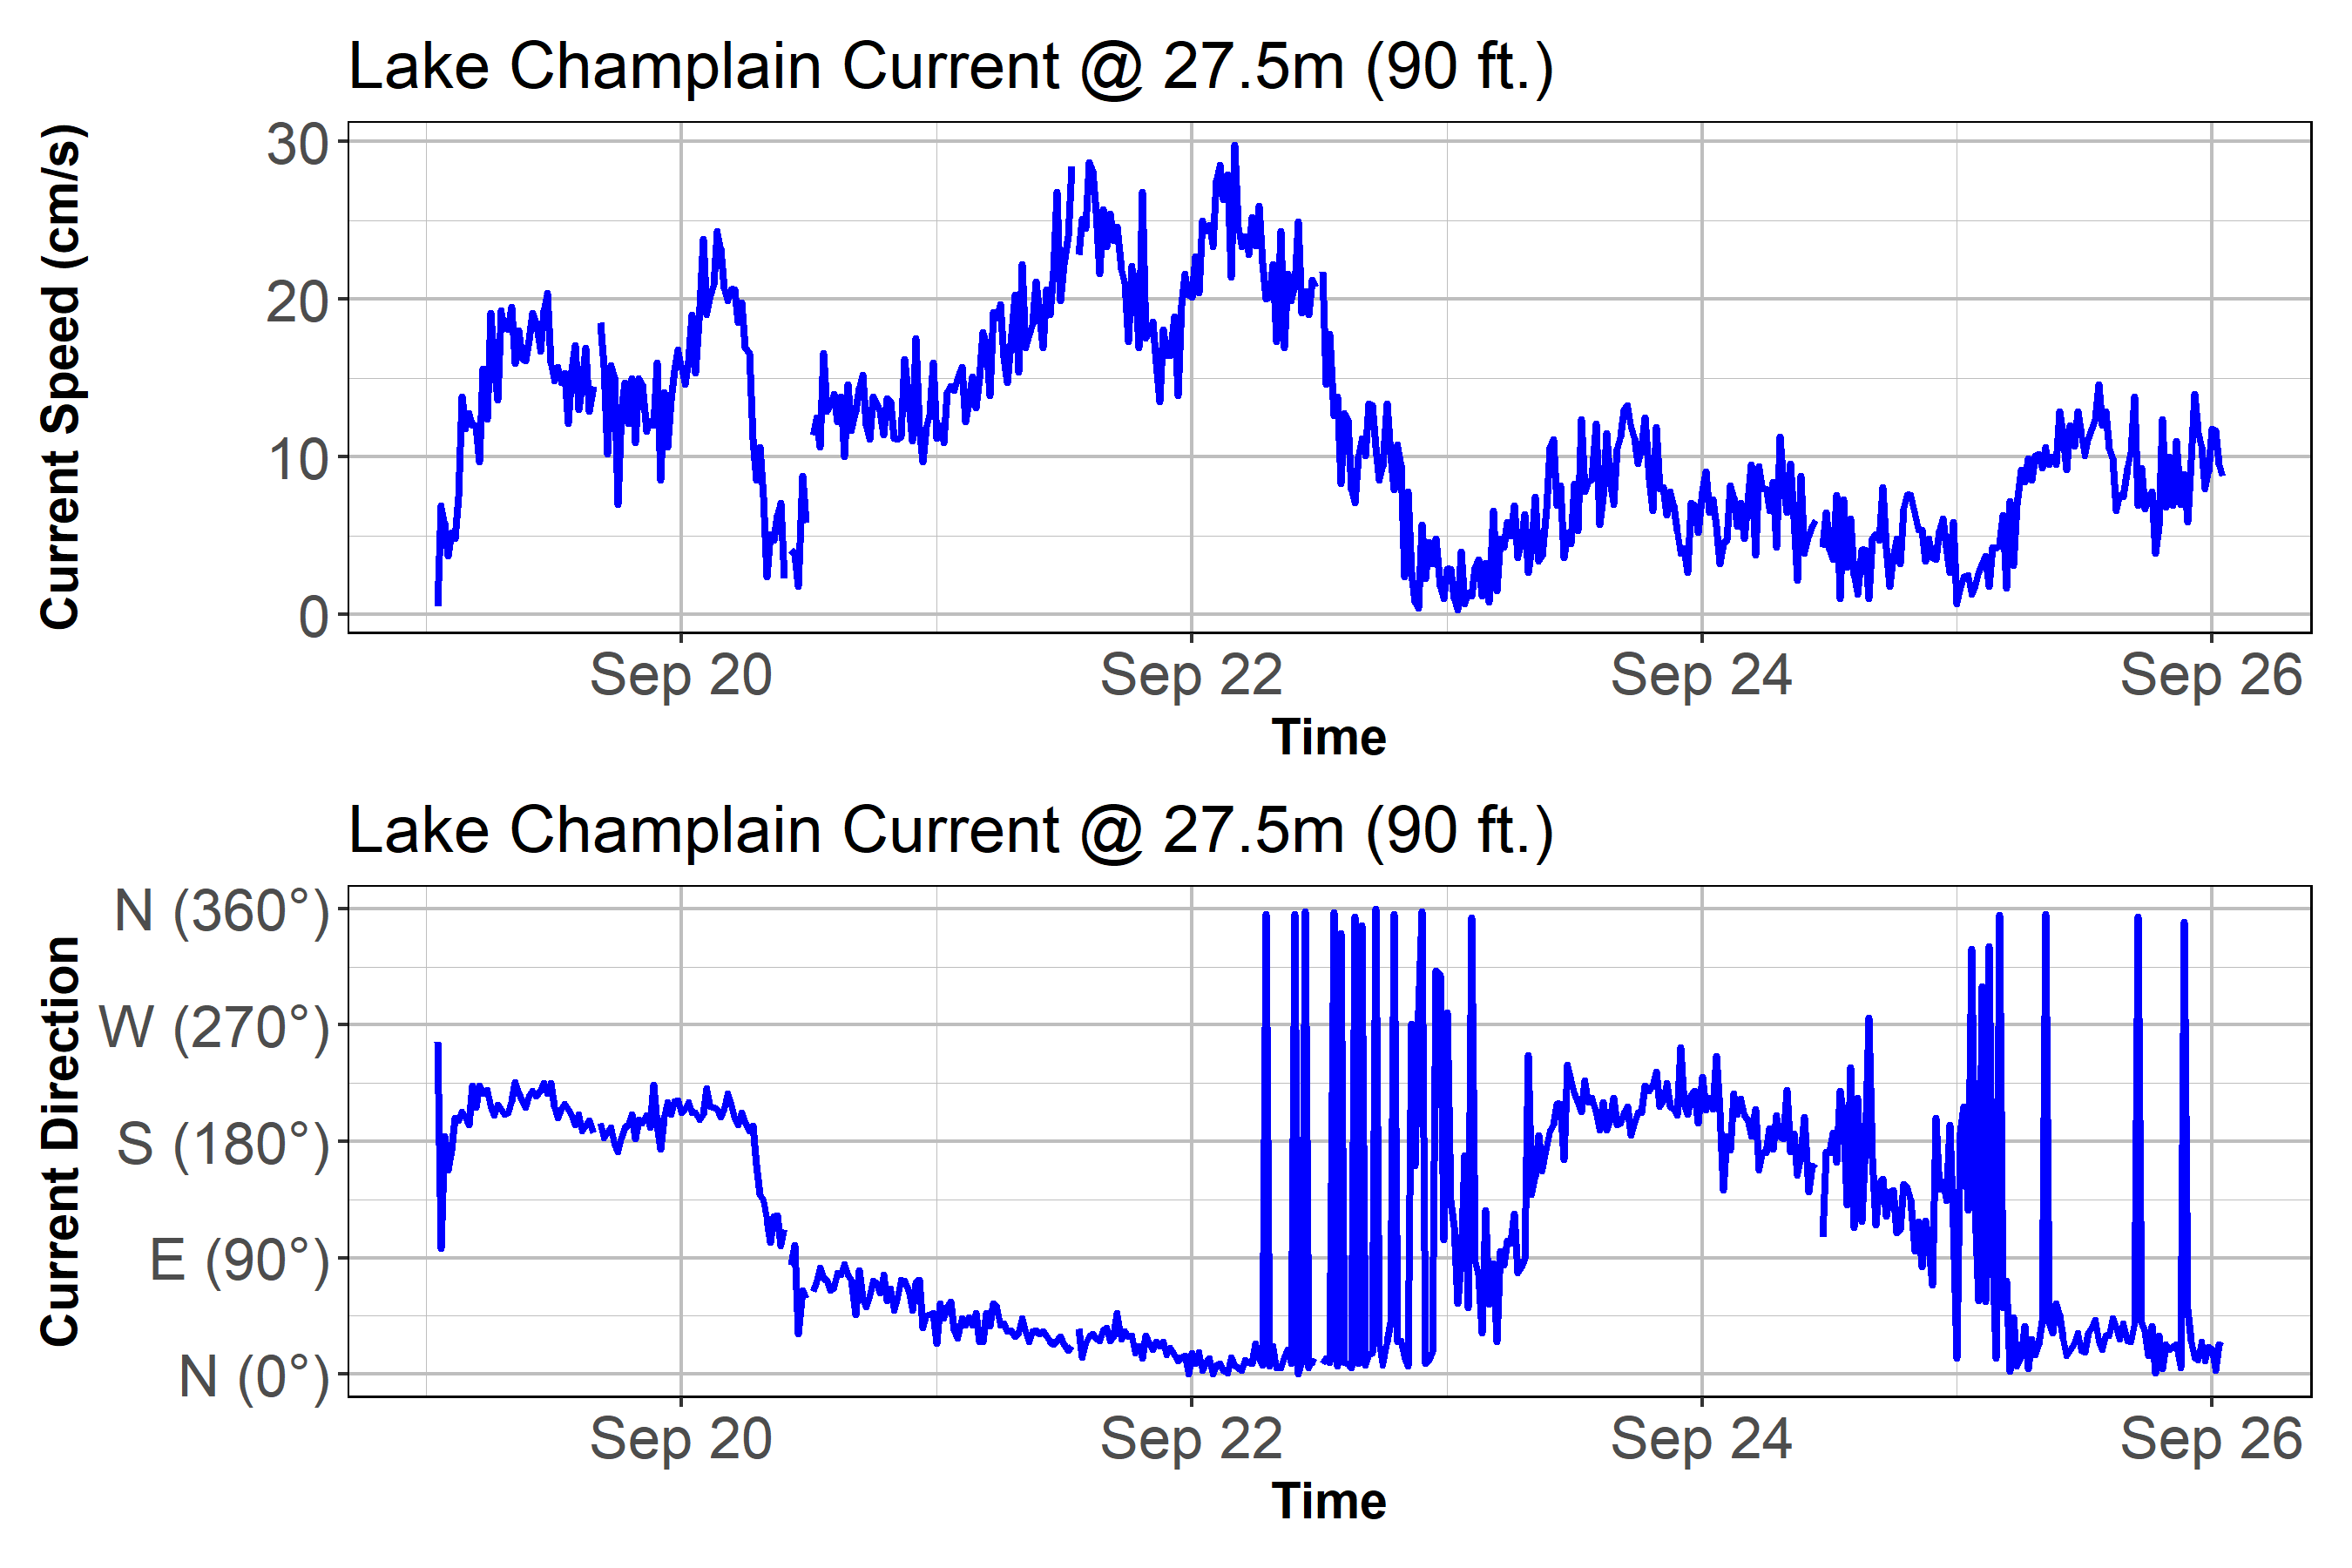 Lake Champlain Current @ 27.5m (90 ft.)
Current Speed (cm/s)
30
20
10
0
Sep 20 Sep 22 Sep 24 Sep 26
Time
Lake Champlain Current @ 27.5m (90 ft.)
Current Direction
N (360°)
W (270°)
S (180°)
E (90°)
N (0°)
Sep 20 Sep 22 Sep 24 Sep 26
Time